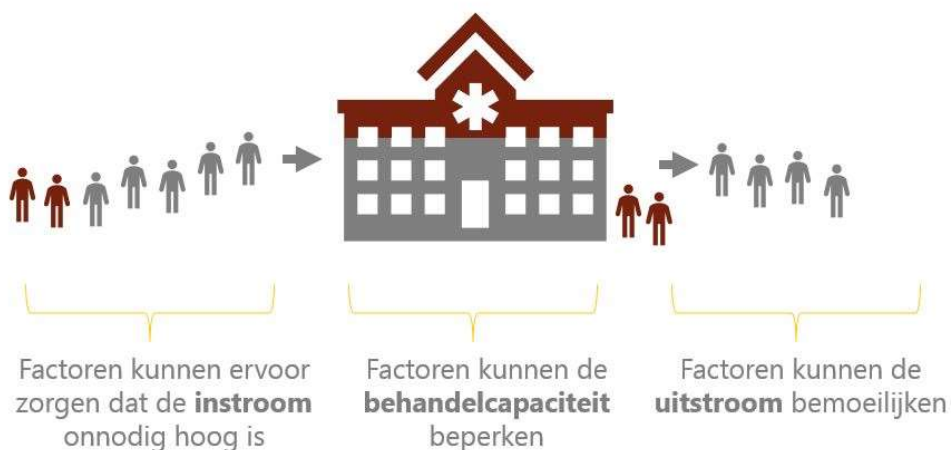 Factoren kunnen ervoor
zorgen dat de instroom
onnodig hoog is
Factoren kunnen de
behandelcapaciteit
beperken
Factoren kunnen de
uitstroom bemoeilijken